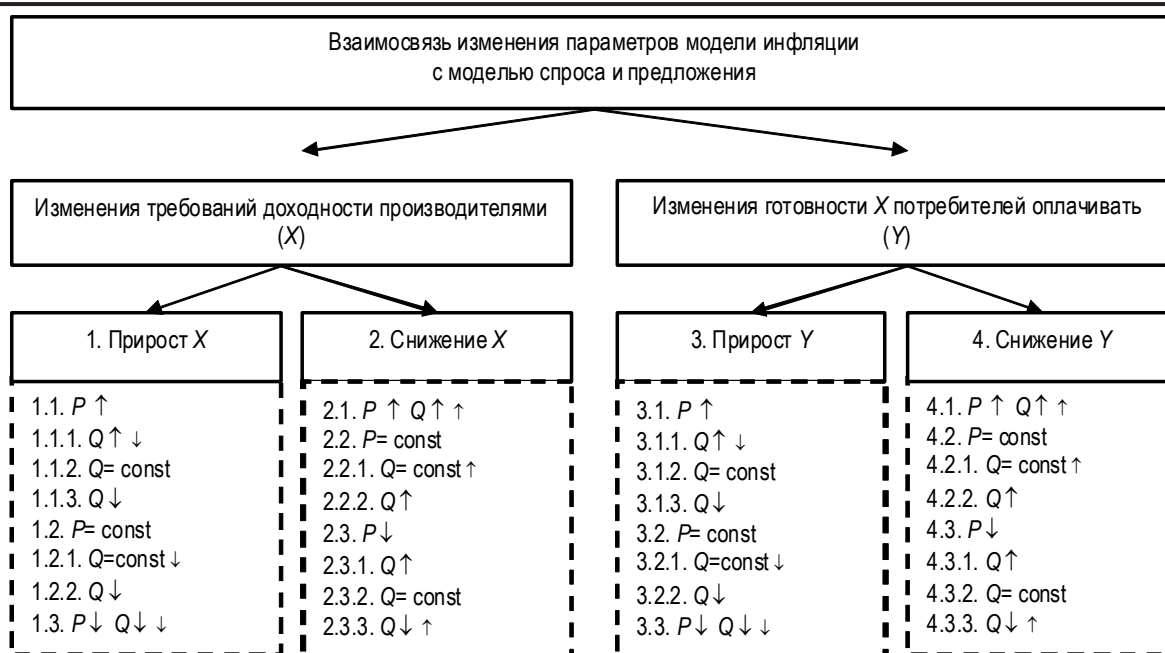 Взаимосвязь изменения параметров модели инфляции
с моделью спроса и предложения
Изменения требований доходности производителями
(X)
Изменения готовности X потребителей оплачивать
(Y)
1. Прирост X
1.1. P ↑
1.1.1. Q↑ ↓
1.1.2. Q= const
1.1.3. Q↓
1.2. P= const
1.2.1. Q=const ↓
1.2.2. Q↓
1.3. P↓ Q↓ ↓
2. Снижение X
2.1. P ↑ Q↑ ↑
2.2. P= const
2.2.1. Q= const ↑
2.2.2. Q↑
2.3. P↓
2.3.1. Q↑
2.3.2. Q= const
2.3.3. Q↓ ↑
3. Прирост Y
3.1. P ↑
3.1.1. Q↑ ↓
3.1.2. Q= const
3.1.3. Q↓
3.2. P= const
3.2.1. Q=const ↓
3.2.2. Q↓
3.3. P↓ Q↓ ↓
4. Снижение Y
4.1. P ↑ Q↑ ↑
4.2. P= const
4.2.1. Q= const ↑
4.2.2. Q↑
4.3. P↓
4.3.1. Q↑
4.3.2. Q= const
4.3.3. Q↓ ↑